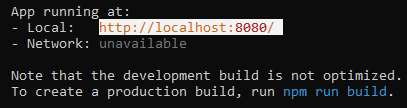 App running at:
- Local:   http://localhost:8080/
- Network: unavailable

Note that the development build is not optimized.
To create a production build, run npm run build.